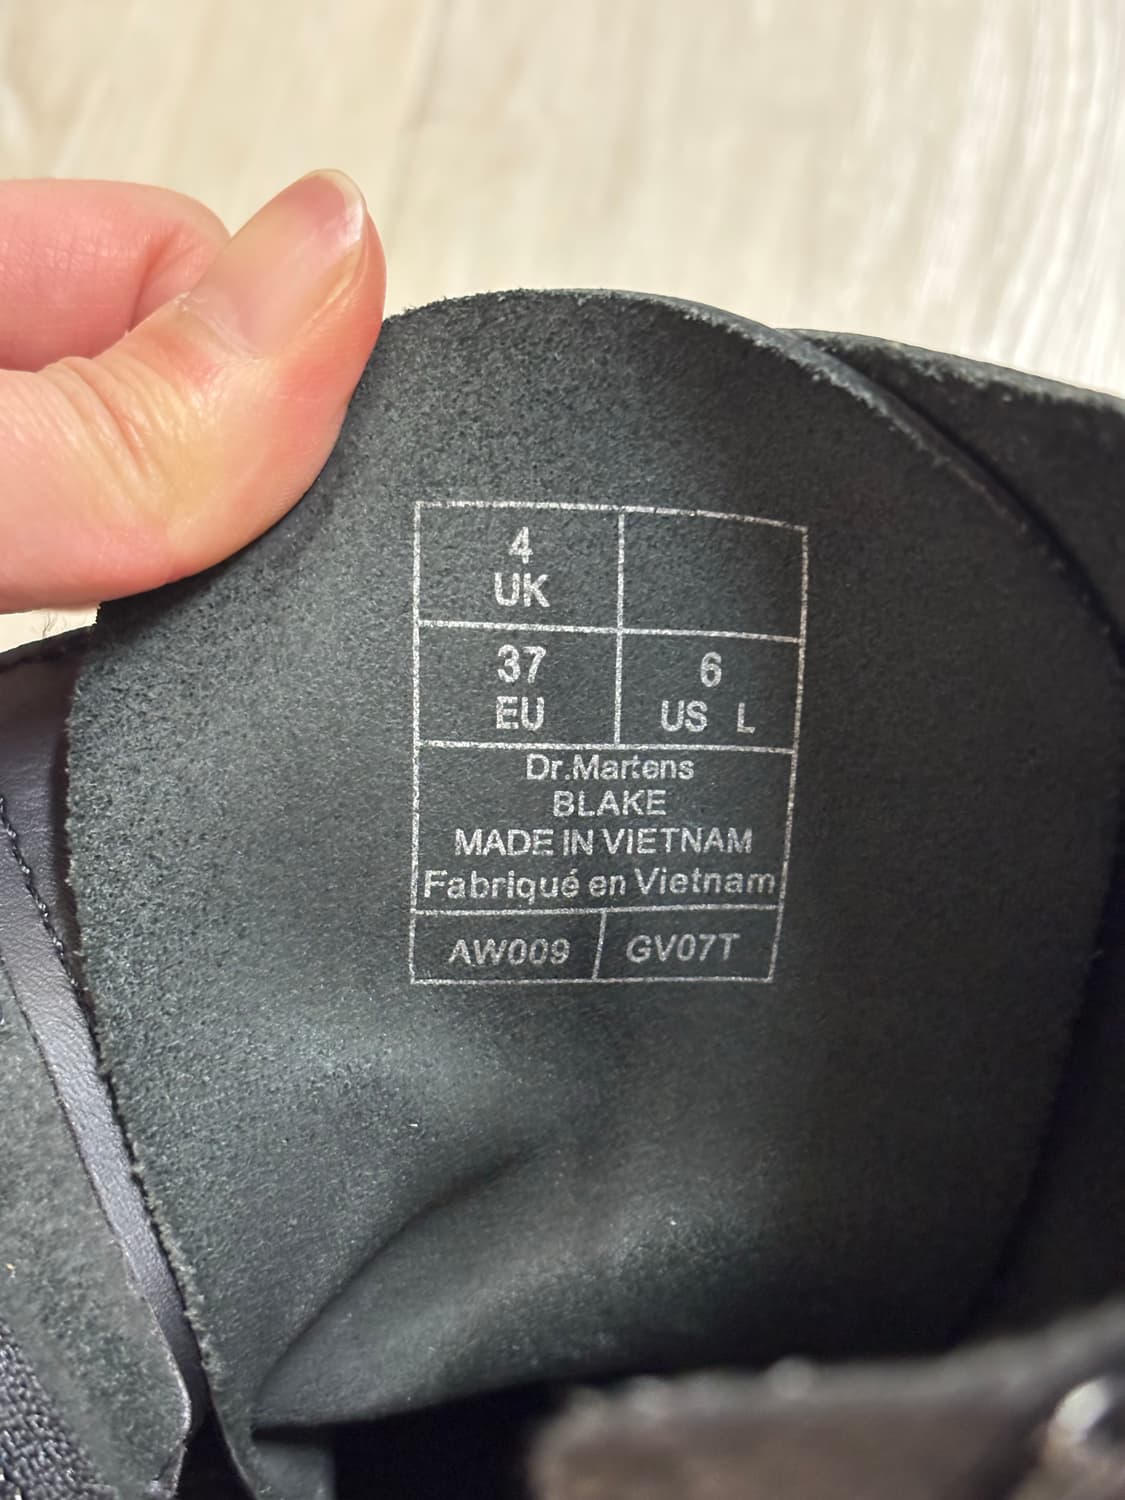 4
UK
37
EU
6
US L
Dr.Martens
BLAKE
MADE IN VIETNAM
Fabriqué en Vietnam
AW009
GV07T